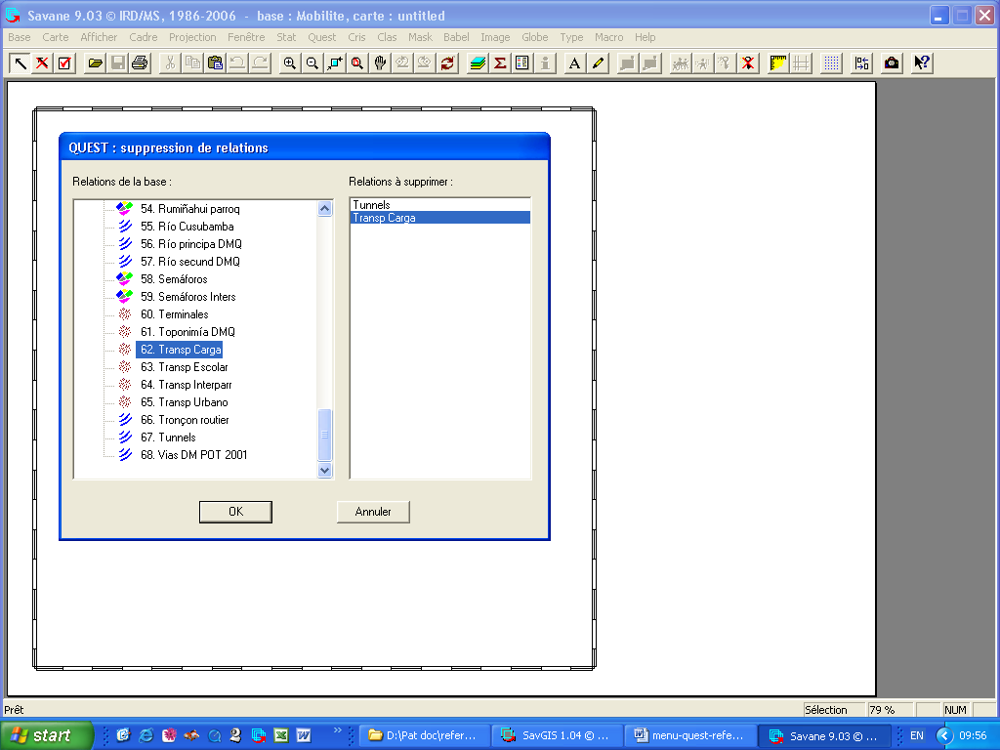 Savane 9.03 © IRD/MS, 1986-2006 - base : Mobilite, carte : untitled
Base Carte Afficher Cadre Projection Fenêtre Stat Quest Cris Clas Mask Babel Image Globe Type Macro Help
QUEST : suppression de relations
Relations de la base :
Relations à supprimer :
54. Rumiñahui parroq
55. Río Cusubamba
56. Río principa DMQ
57. Río secund DMQ
58. Semáforos
59. Semáforos Inters
60. Terminales
61. Toponimía DMQ
62. Transp Carga
63. Transp Escolar
64. Transp Interparr
65. Transp Urbano
66. Tronçon routier
67. Tunnels
68. Vias DM POT 2001
Tunnels
Transp Carga
OK
Annuler
Prêt
Sélection
79 %
NUM
start
D:\Pat doc\refer...
SavGIS 1.04 © ...
menu-quest-refe...
Savane 9.03 © ...
EN
09:56